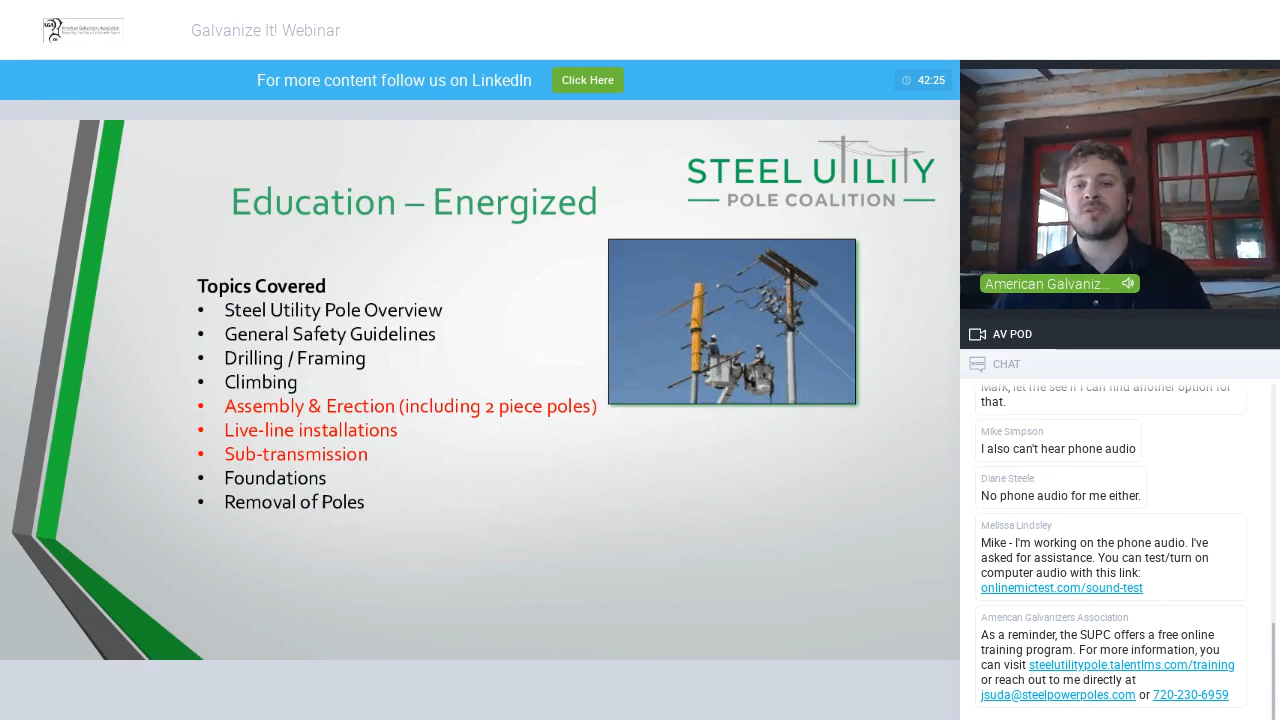 AGA
American Galvanizers Association
Galvanize It! Webinar
For more content follow us on LinkedIn
Click Here
42:25
STEEL UTILITY
POLE COALITION
Education – Energized
Topics Covered
• Steel Utility Pole Overview
• General Safety Guidelines
• Drilling / Framing
• Climbing
• Assembly & Erection (including 2 piece poles)
• Live-line installations
• Sub-transmission
• Foundations
• Removal of Poles
American Galvaniz...
AV POD
CHAT
Mark, let me see if I can find another option for
that.
Mike Simpson
I also can't hear phone audio
Diane Steele
No phone audio for me either.
Melissa Lindsley
Mike - I'm working on the phone audio. I've
asked for assistance. You can test/turn on
computer audio with this link:
onlinemictest.com/sound-test
American Galvanizers Association
As a reminder, the SUPC offers a free online
training program. For more information, you
can visit steelutilitypole.talentlms.com/training
or reach out to me directly at
jsuda@steelpowerpoles.com or 720-230-6959